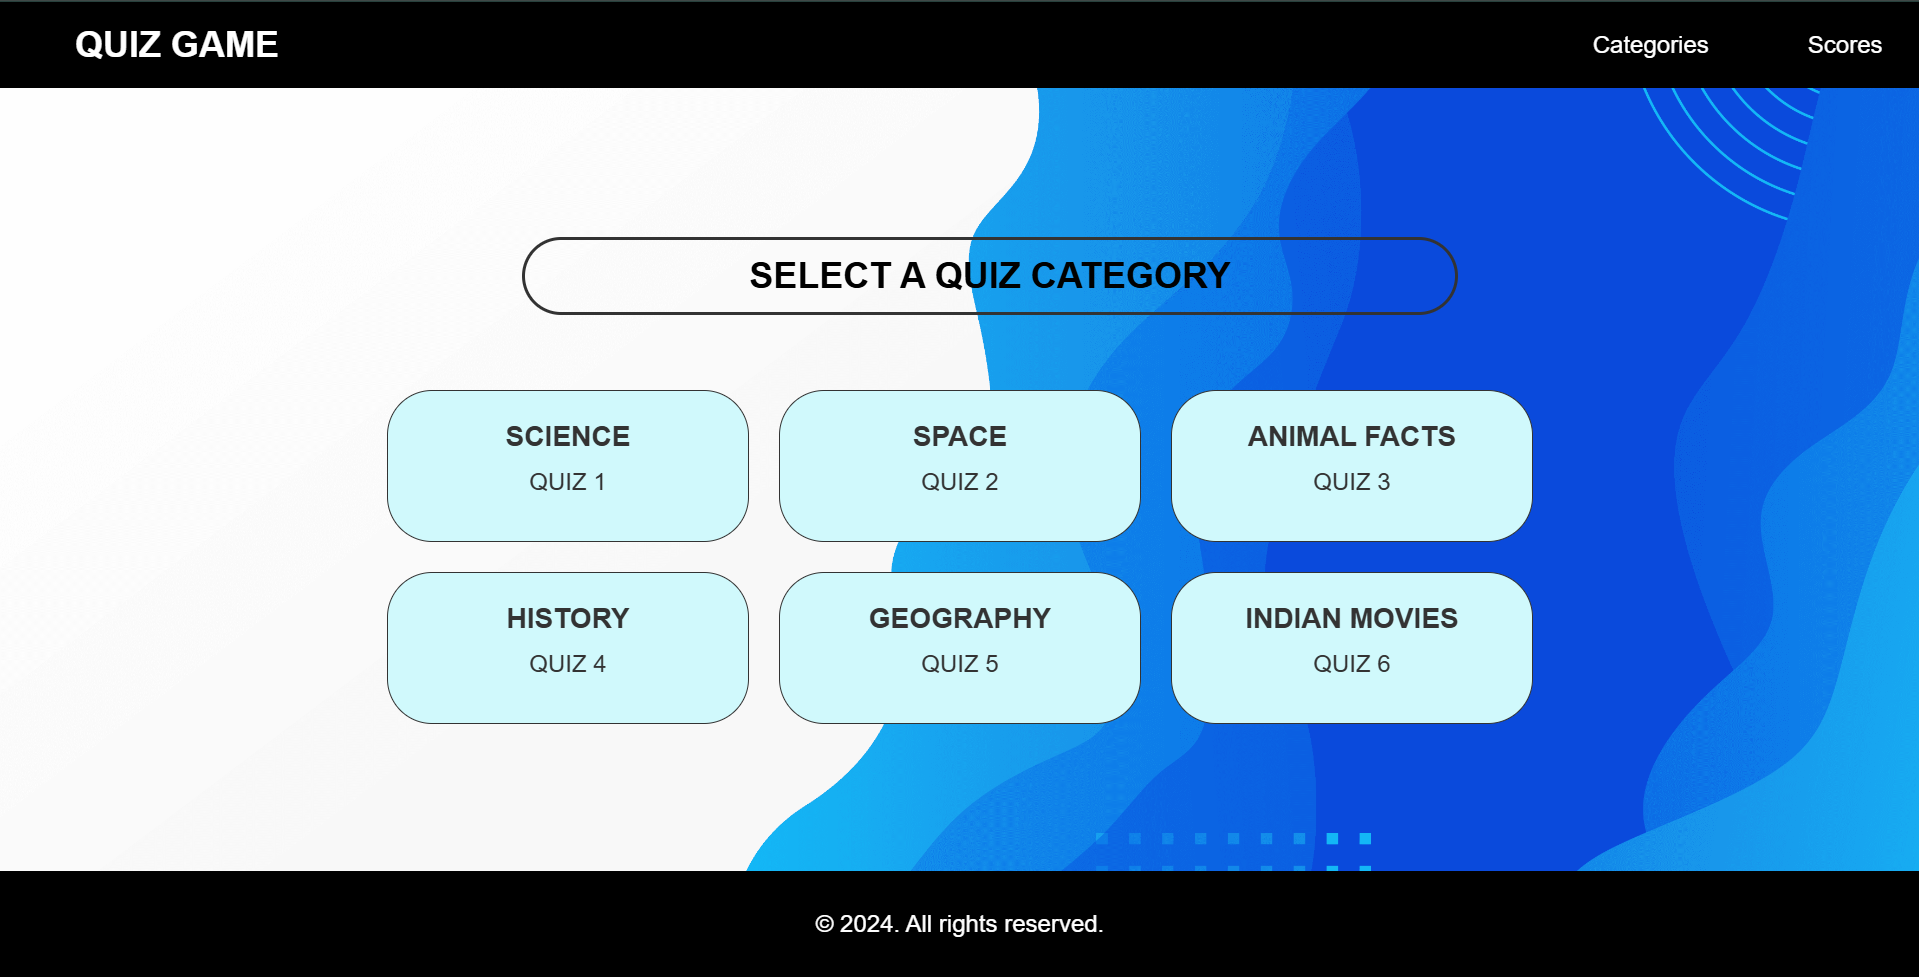 QUIZ GAME
Categories
Scores
SELECT A QUIZ CATEGORY
SCIENCE
QUIZ 1
SPACE
QUIZ 2
ANIMAL FACTS
QUIZ 3
HISTORY
QUIZ 4
GEOGRAPHY
QUIZ 5
INDIAN MOVIES
QUIZ 6
© 2024. All rights reserved.